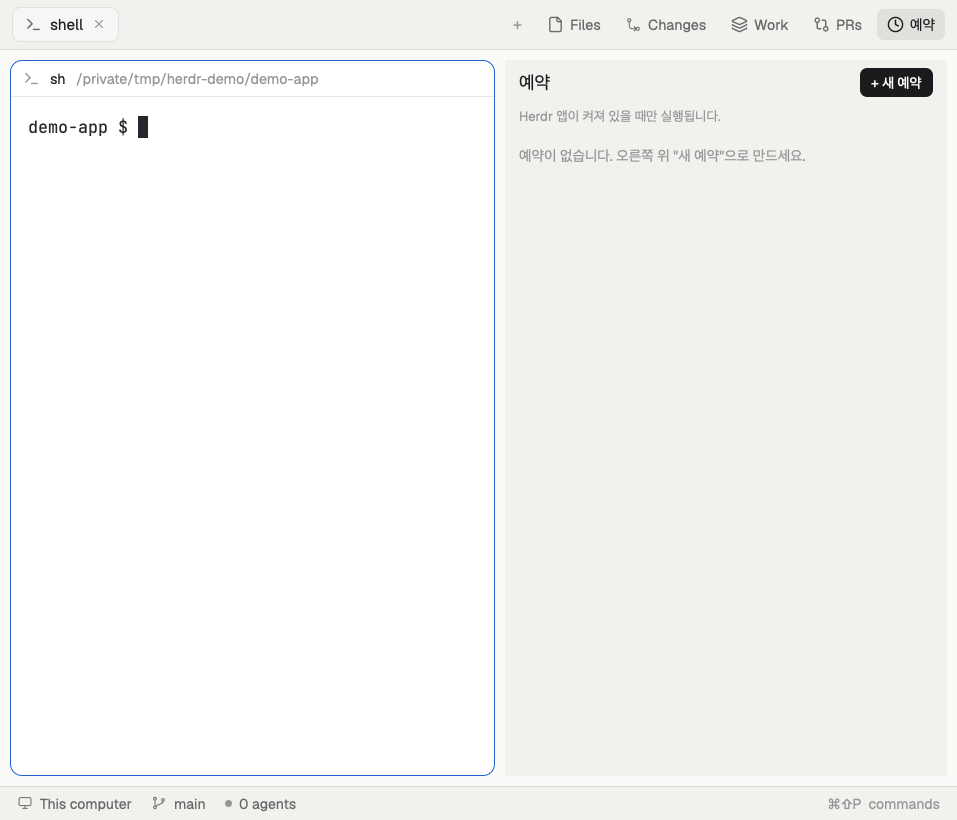 shell
+ Files Changes Work PRs 예약
sh /private/tmp/herdr-demo/demo-app
demo-app $
예약
+ 새 예약
Herdr 앱이 켜져 있을 때만 실행됩니다.
예약이 없습니다. 오른쪽 위 "새 예약"으로 만드세요.
This computer main 0 agents
⌘⇧P commands